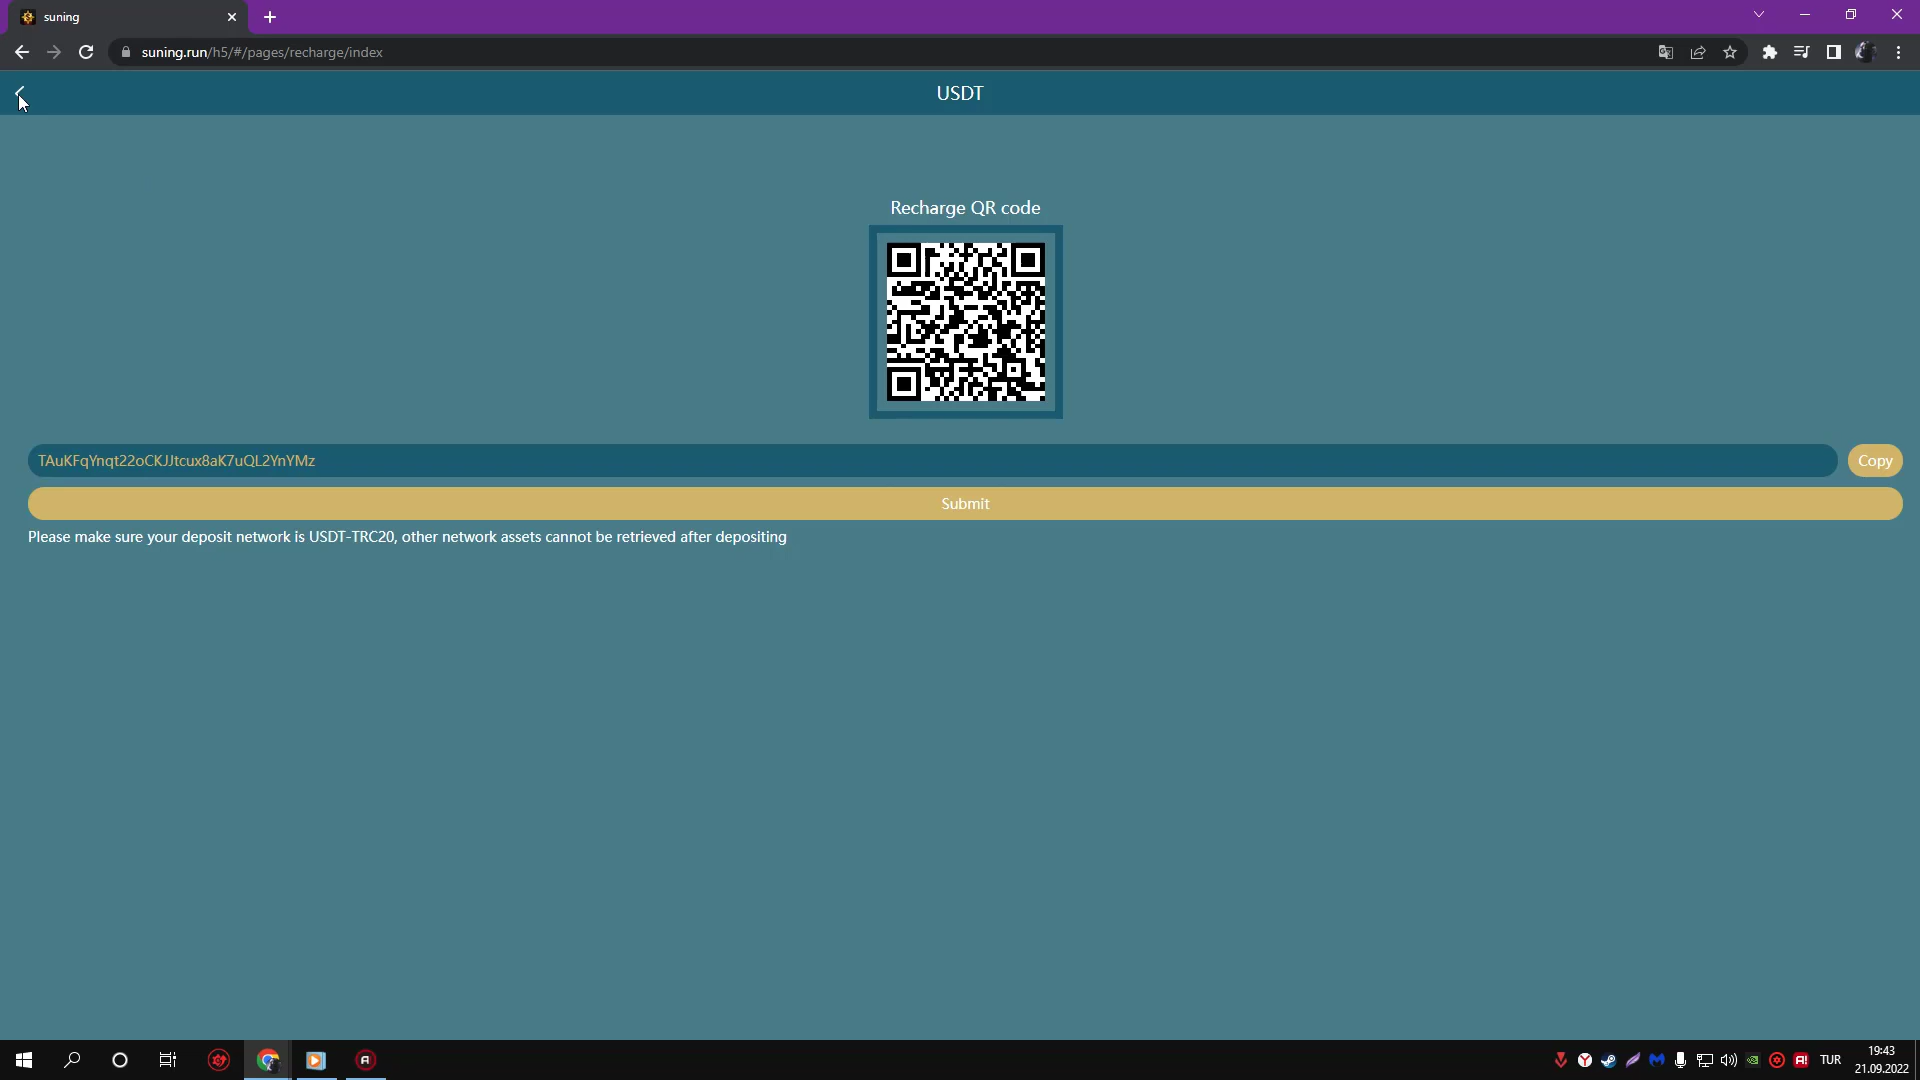 suning
suning.run/h5/#/pages/recharge/index
USDT
Recharge QR code
TAuKFqYnqt22oCKJJtcux8aK7uQL2YnYMz
Copy
Submit
Please make sure your deposit network is USDT-TRC20, other network assets cannot be retrieved after depositing
TUR
19:43
21.09.2022